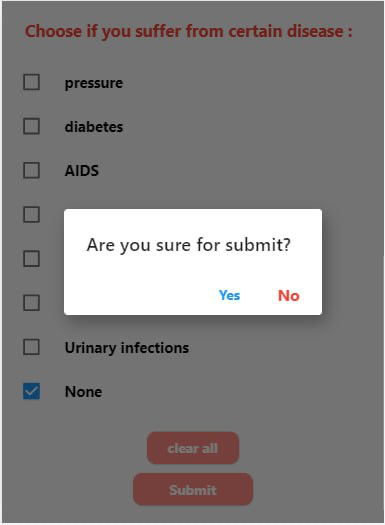 Choose if you suffer from certain disease :
pressure
diabetes
AIDS
Are you sure for submit?
Yes No
Urinary infections
None
clear all
Submit